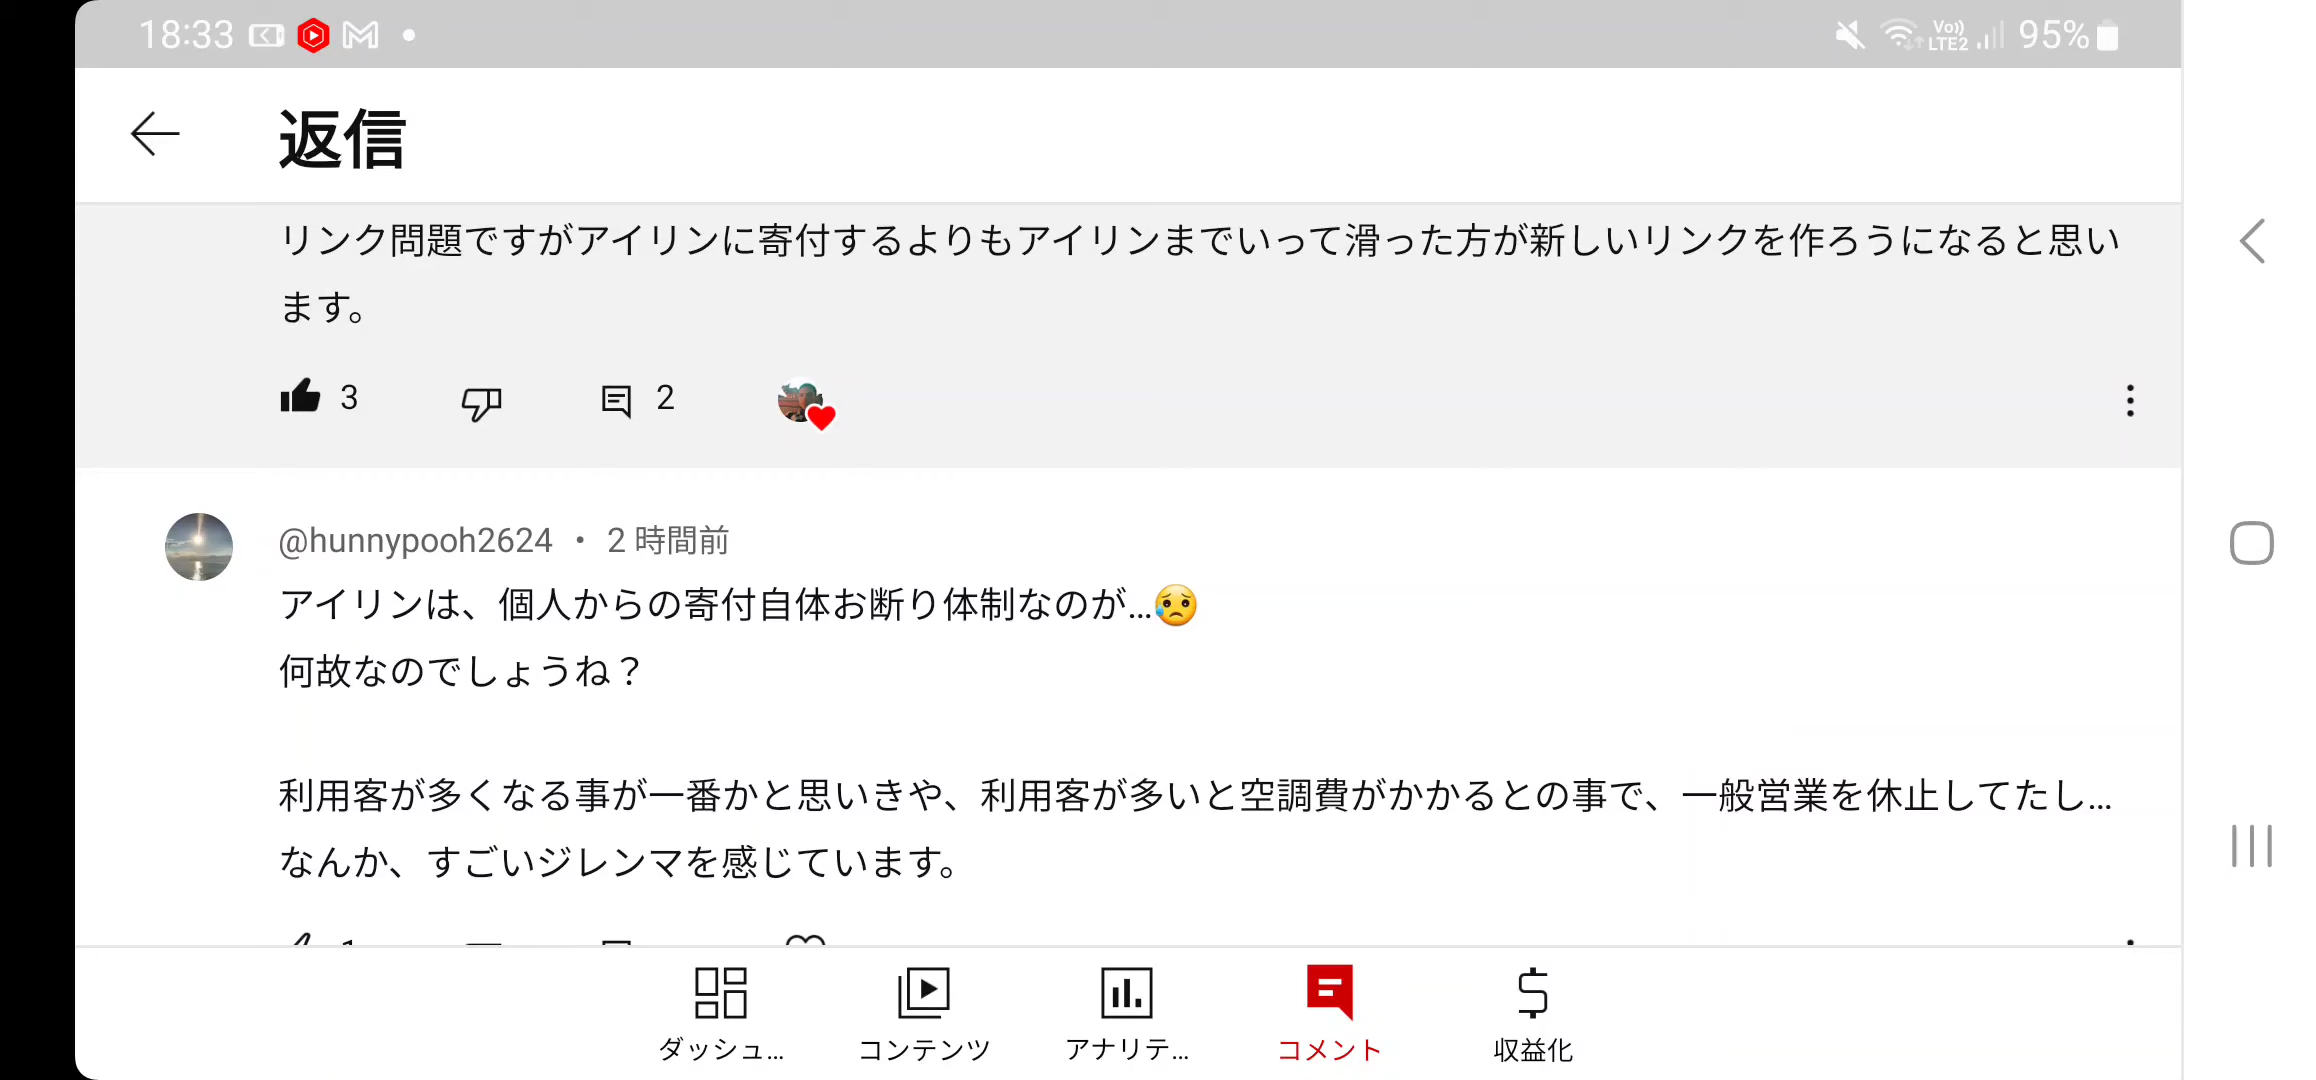 18:33
Vo)) LTE2 95%
返信
リンク問題ですがアイリンに寄付するよりもアイリンまでいって滑った方が新しいリンクを作ろうになると思い
ます。
3 2
@hunnypooh2624 • 2 時間前
アイリンは、個人からの寄付自体お断り体制なのが...😥
何故なのでしょうね？
利用客が多くなる事が一番かと思いきや、利用客が多いと空調費がかかるとの事で、一般営業を休止してたし...
なんか、すごいジレンマを感じています。
1
ダッシュ... コンテンツ アナリテ... コメント 収益化